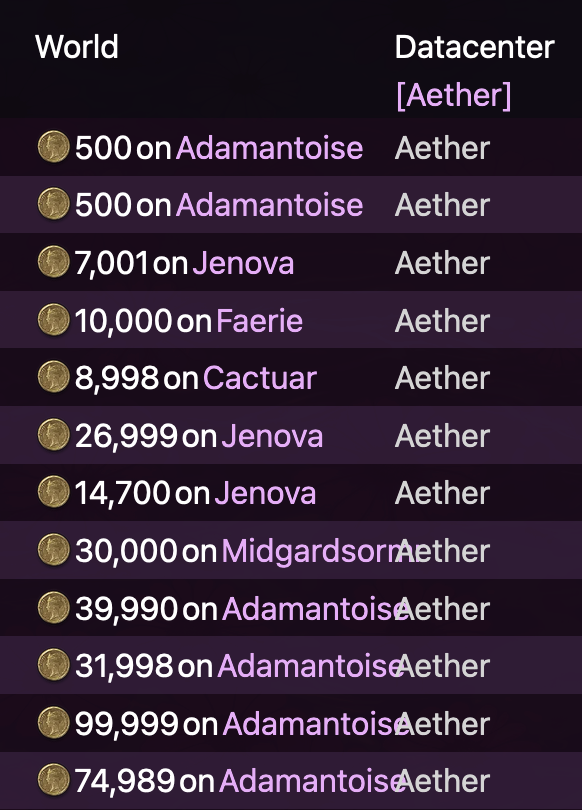 World Datacenter
[Aether]
500 on Adamantoise Aether
500 on Adamantoise Aether
7,001 on Jenova Aether
10,000 on Faerie Aether
8,998 on Cactuar Aether
26,999 on Jenova Aether
14,700 on Jenova Aether
30,000 on Midgardsormr Aether
39,990 on Adamantoise Aether
31,998 on Adamantoise Aether
99,999 on Adamantoise Aether
74,989 on Adamantoise Aether